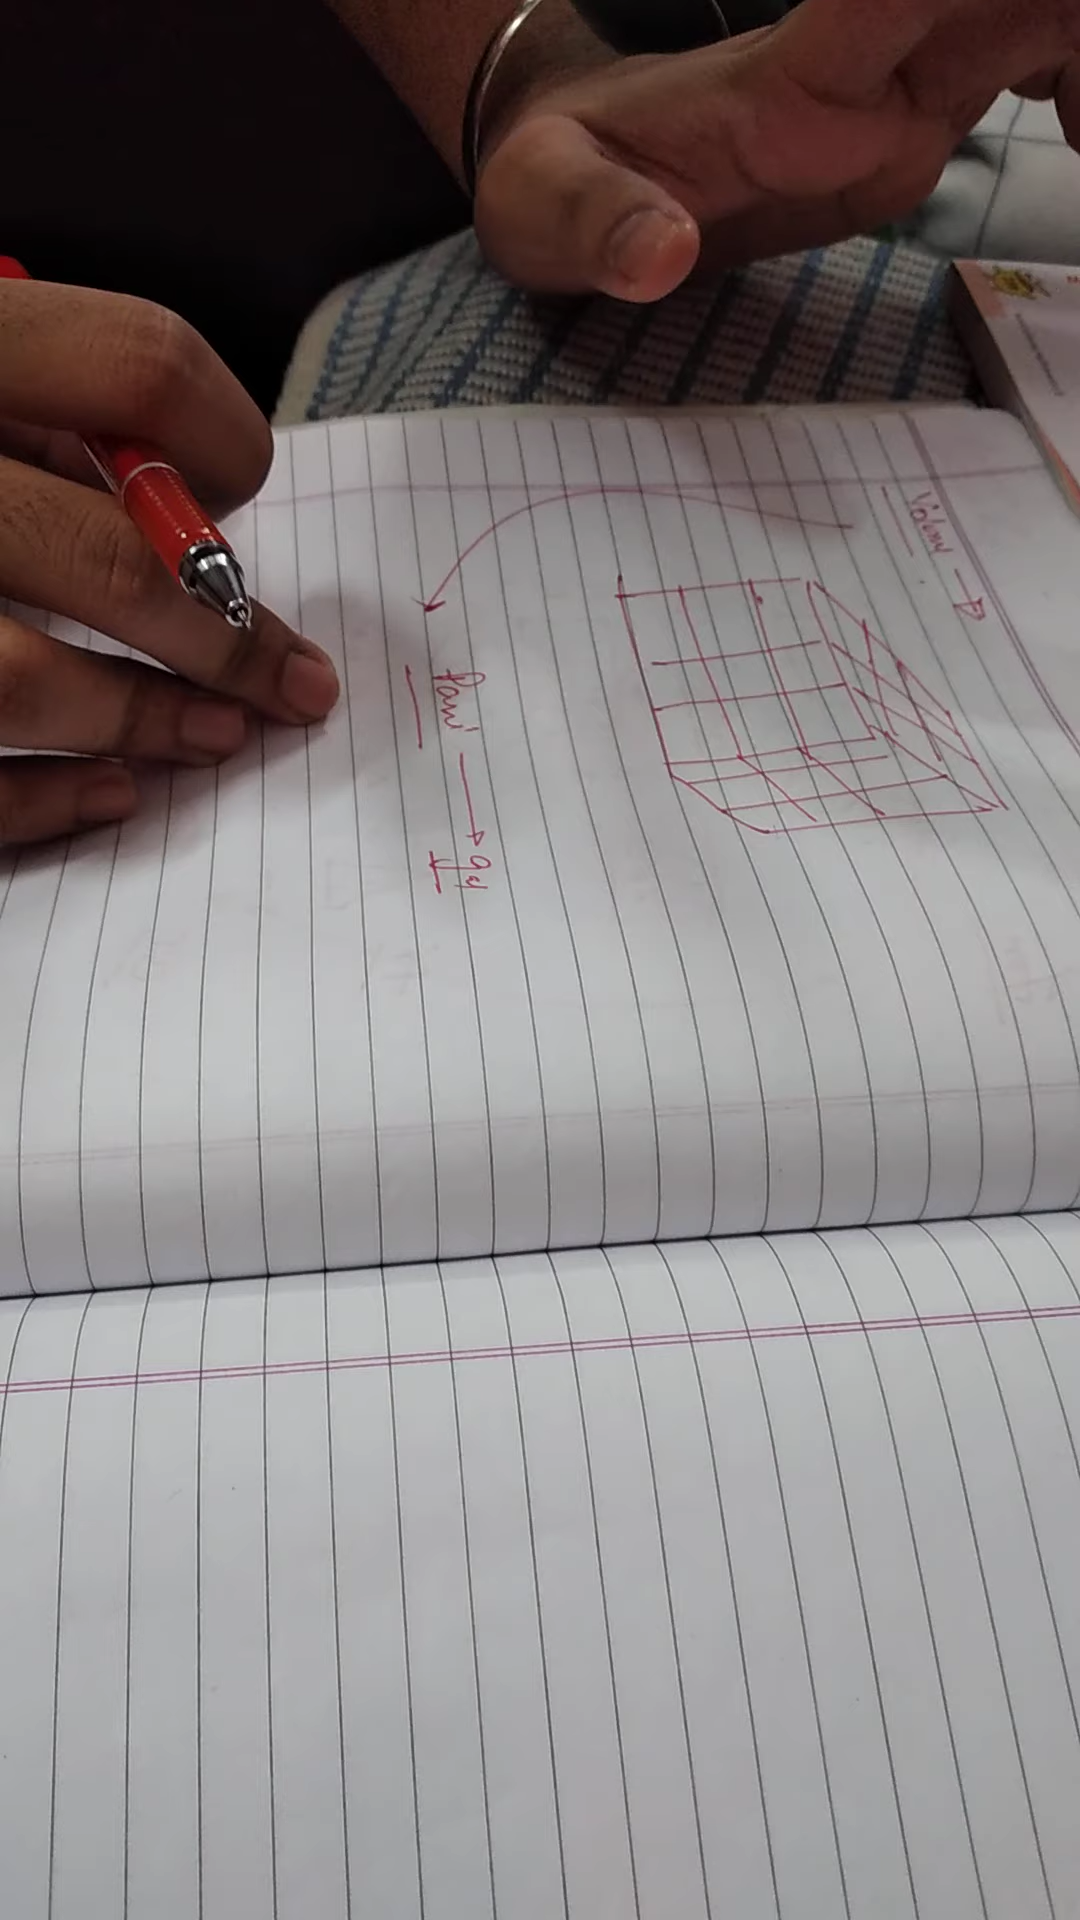 Volume →
Pani →